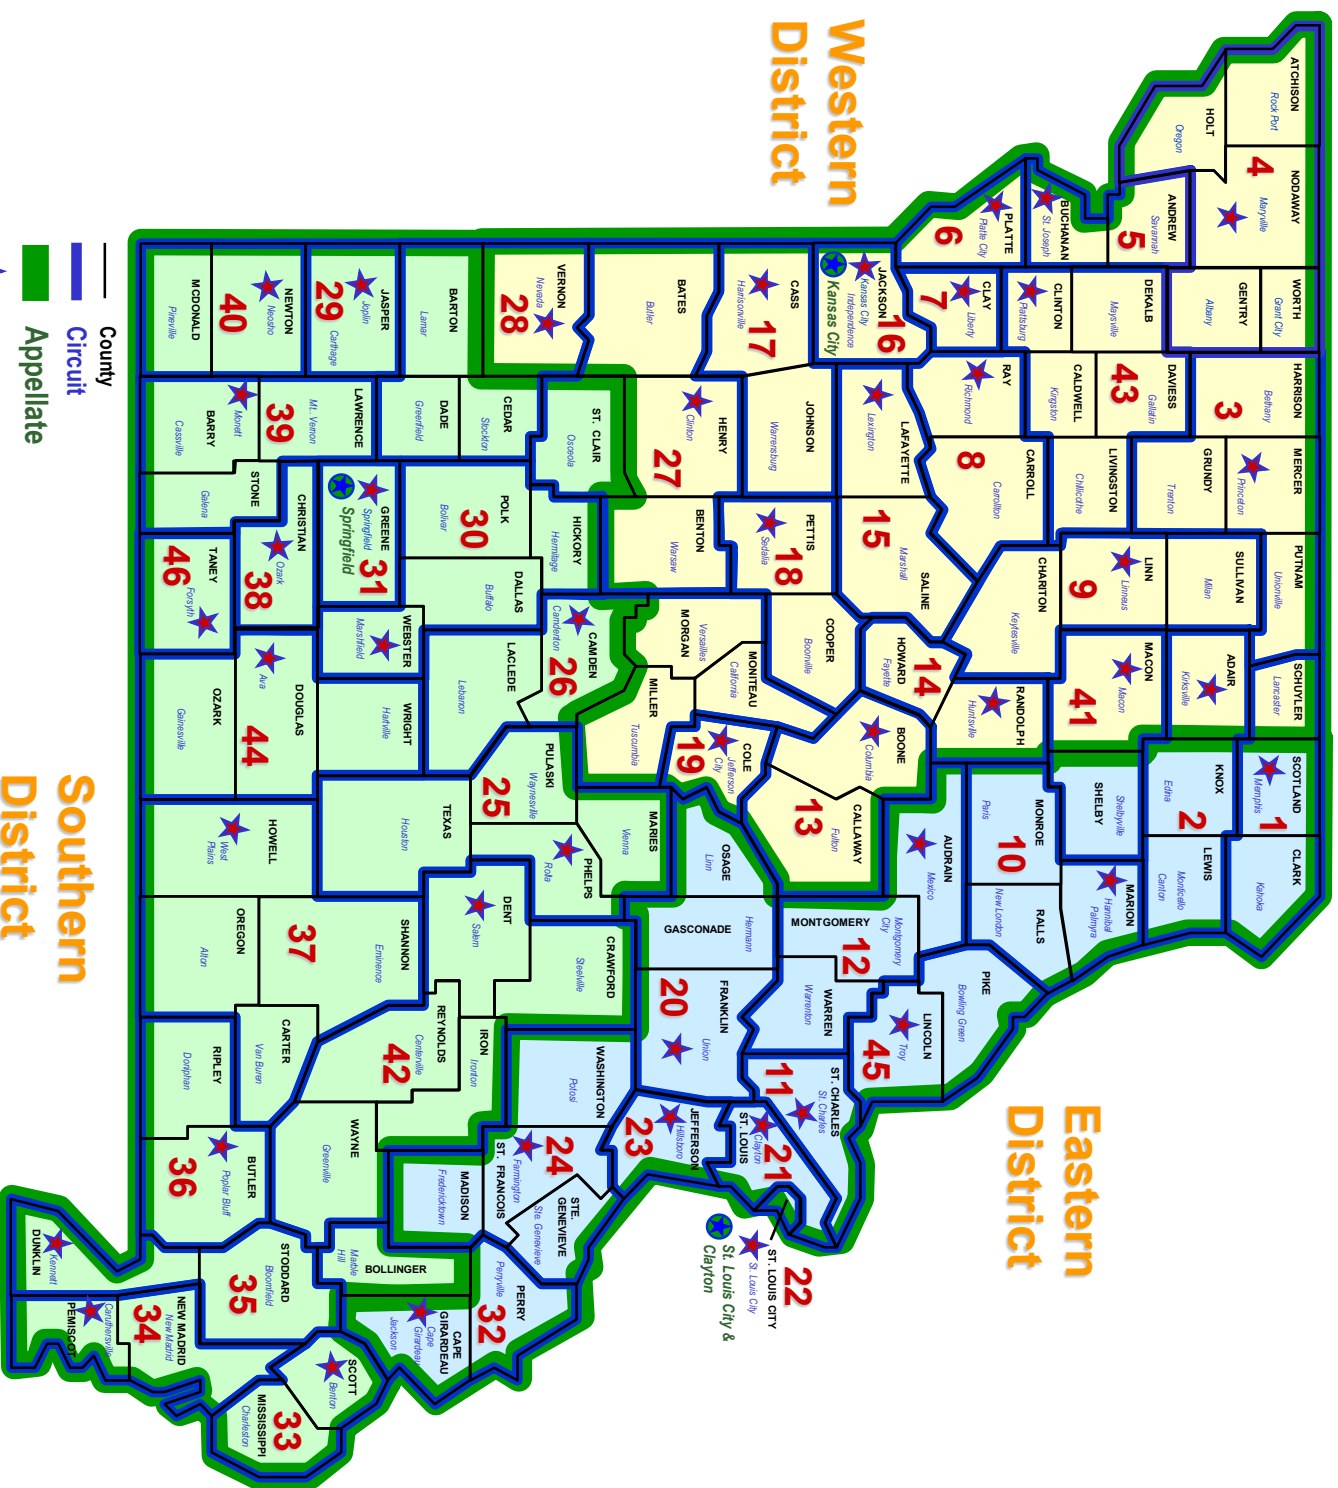 ATCHISON
Rock Port
NODAWAY
Maryville
4
HOLT
Oregon
WORTH
Grant City
GENTRY
Albany
HARRISON
Bethany
3
MERCER
Princeton
GRUNDY
Trenton
PUTNAM
Unionville
SULLIVAN
Milan
SCHUYLER
Lancaster
ADAIR
Kirksville
SCOTLAND
Memphis
1
CLARK
Kahoka
KNOX
Edna
2
LEWIS
Monticello
Canton
ANDREW
Savannah
5
DEKALB
Maysville
DAVIESS
Gallatin
43
LIVINGSTON
Chillicothe
LINN
Linneus
9
MACON
Macon
41
SHELBY
Shelbyville
MARION
Hannibal
Palmyra
BUCHANAN
St. Joseph
CLINTON
Plattsburg
CALDWELL
Kingston
CARROLL
Carrollton
8
CHARITON
Keytesville
RANDOLPH
Huntsville
MONROE
Paris
10
RALLS
New London
PLATTE
Platte City
6
CLAY
Liberty
7
RAY
Richmond
HOWARD
Fayette
14
BOONE
Columbia
AUDRAIN
Mexico
PIKE
Bowling Green
Eastern
District
Western
District
JACKSON
Kansas City
Independence
16
Kansas City
LAFAYETTE
Lexington
SALINE
Marshall
15
COOPER
Boonville
CALLAWAY
Fulton
13
MONTGOMERY
Montgomery
City
12
WARREN
Warrenton
LINCOLN
Troy
45
ST. CHARLES
St. Charles
11
CASS
Harrisonville
17
JOHNSON
Warrensburg
PETTIS
Sedalia
18
MONITEAU
California
MORGAN
Versailles
COLE
Jefferson
City
19
OSAGE
Linn
GASCONADE
Hermann
FRANKLIN
Union
20
ST. LOUIS
Clayton
21
22
ST. LOUIS CITY
St. Louis City
St. Louis City &
Clayton
JEFFERSON
Hillsboro
23
BATES
Butler
HENRY
Clinton
27
BENTON
Warsaw
MILLER
Tuscumbia
MARIES
Vienna
VERNON
Nevada
28
ST. CLAIR
Osceola
HICKORY
Hermitage
CAMDEN
Camdenton
26
PULASKI
Waynesville
25
PHELPS
Rolla
CRAWFORD
Steelville
WASHINGTON
Potosi
ST. FRANCOIS
Farmington
24
STE.
GENEVIEVE
Ste. Genevieve
BARTON
Lamar
CEDAR
Stockton
DADE
Greenfield
POLK
Bolivar
30
DALLAS
Buffalo
LACLEDE
Lebanon
TEXAS
Houston
DENT
Salem
IRON
Ironton
REYNOLDS
Centerville
42
MADISON
Fredericktown
PERRY
Perryville
32
JASPER
Joplin
Carthage
29
LAWRENCE
Mt. Vernon
39
GREENE
Springfield
31
Springfield
WEBSTER
Marshfield
WRIGHT
Hartville
SHANNON
Eminence
WAYNE
Greenville
BOLLINGER
Marble
Hill
CAPE
GIRARDEAU
Cape
Girardeau
Jackson
NEWTON
Neosho
40
CHRISTIAN
Ozark
38
DOUGLAS
Ava
44
HOWELL
West
Plains
37
CARTER
Van Buren
STODDARD
Bloomfield
35
SCOTT
Benton
MISSISSIPPI
Charleston
33
MCDONALD
Pineville
BARRY
Monett
Cassville
STONE
Galena
TANEY
Forsyth
46
OZARK
Gainesville
OREGON
Alton
RIPLEY
Doniphan
BUTLER
Poplar Bluff
36
NEW MADRID
New Madrid
34
DUNKLIN
Kennett
PEMISCOT
Caruthersville
County
Circuit
Appellate
Southern
District